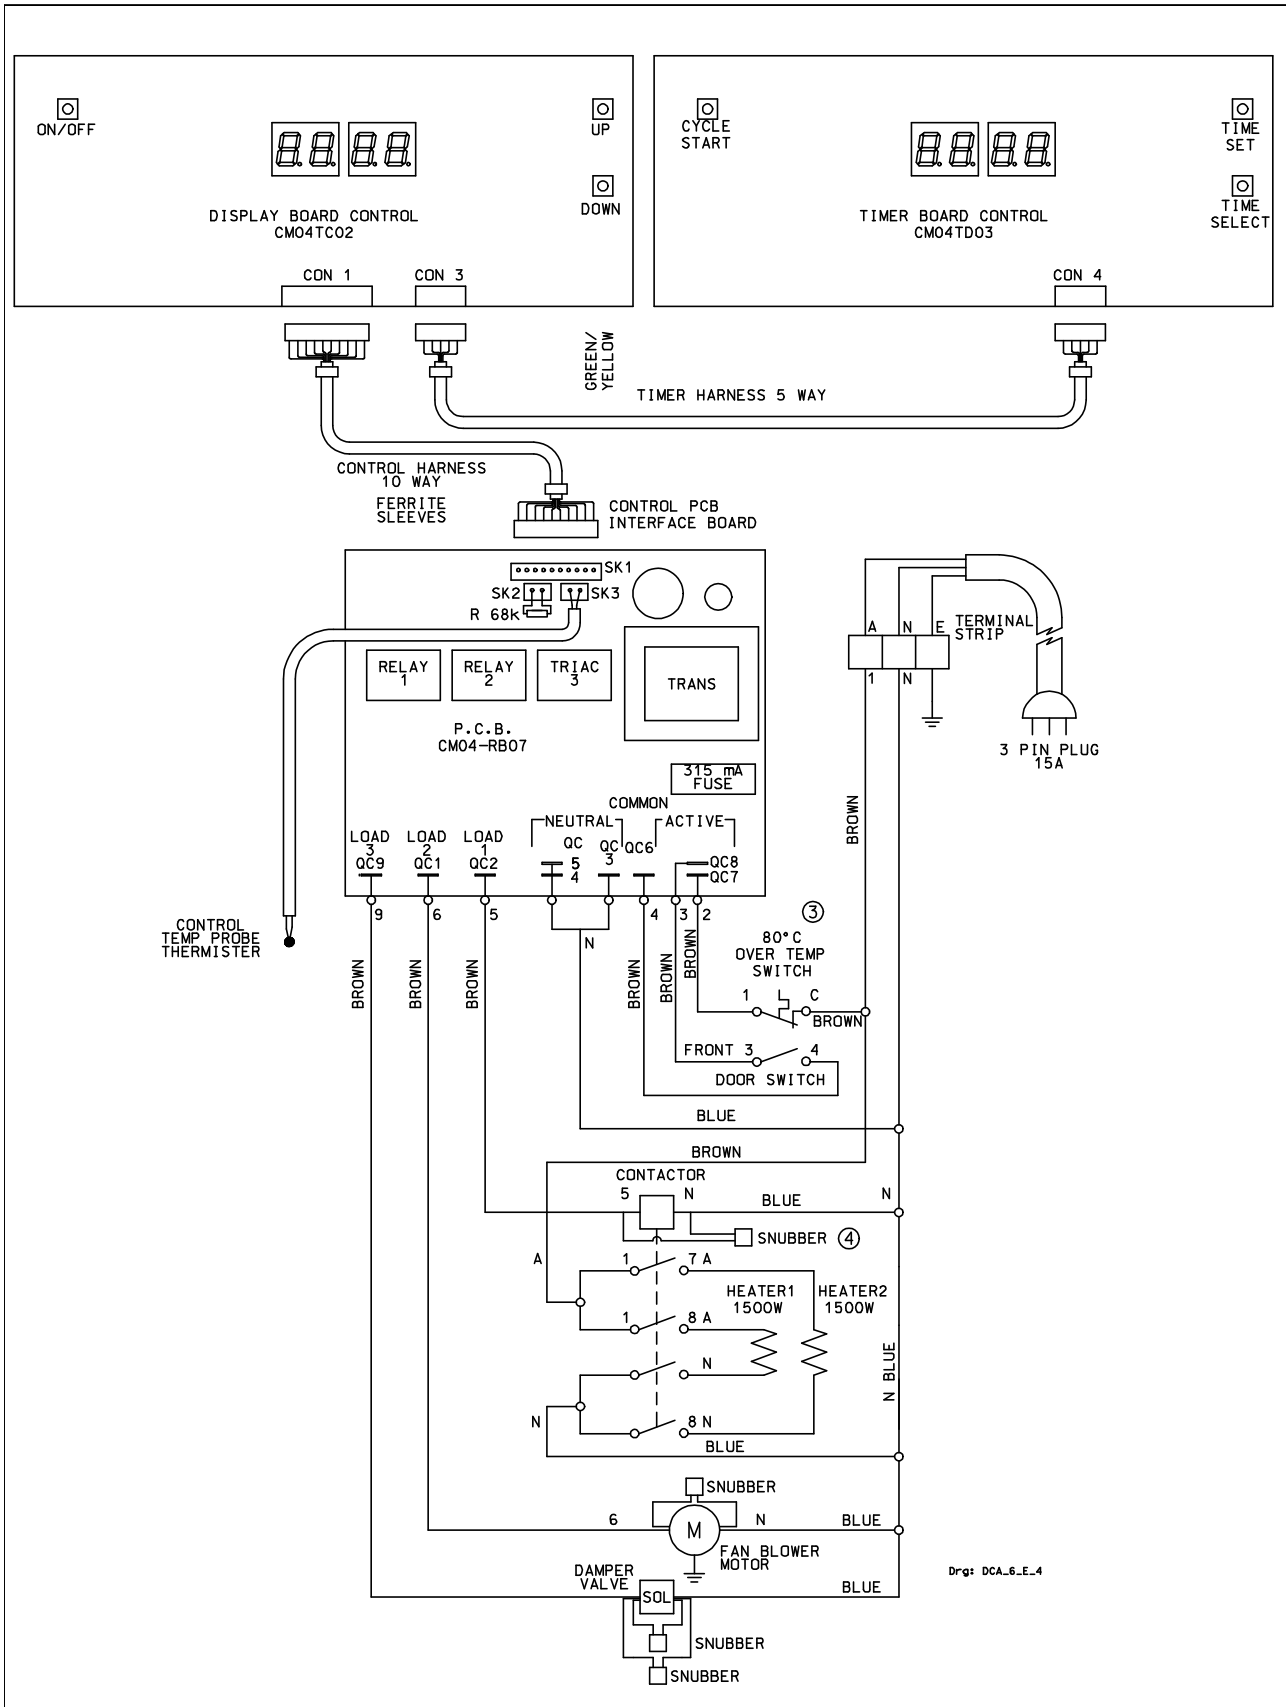 ON/OFF
UP
DOWN
DISPLAY BOARD CONTROL
CM04TC02
CON 1
CON 3
CYCLE
START
TIME
SET
TIME
SELECT
TIMER BOARD CONTROL
CM04TD03
CON 4
GREEN/
YELLOW
TIMER HARNESS 5 WAY
CONTROL HARNESS
10 WAY
FERRITE
SLEEVES
CONTROL PCB
INTERFACE BOARD
SK1
SK2
SK3
R 68K
RELAY
1
RELAY
2
TRIAC
3
TRANS
P.C.B.
CM04-RB07
315 mA
FUSE
COMMON
NEUTRAL
ACTIVE
LOAD
3
QC9
LOAD
2
QC1
LOAD
1
QC2
QC
5
4
QC
3
QC6
QC8
QC7
9
6
5
N
4
3
2
A
N
E
TERMINAL
STRIP
1
N
3 PIN PLUG
15A
BROWN
CONTROL
TEMP PROBE
THERMISTER
BROWN
BROWN
BROWN
BROWN
BROWN
BROWN
3
80°C
OVER TEMP
SWITCH
1
C
BROWN
FRONT 3
4
DOOR SWITCH
BLUE
BROWN
CONTACTOR
5
N
BLUE
N
SNUBBER
4
A
1
7 A
HEATER1
1500W
HEATER2
1500W
1
8 A
N
N
8 N
BLUE
N BLUE
SNUBBER
6
M
N
BLUE
FAN BLOWER
MOTOR
DAMPER
VALVE
SOL
BLUE
SNUBBER
SNUBBER
Drg: DCA_6_E_4